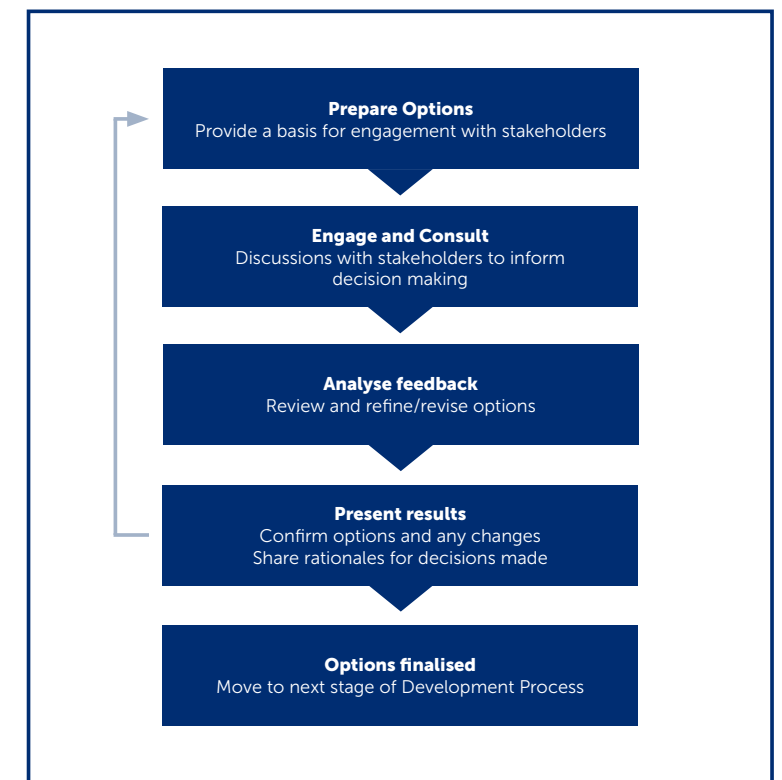 Prepare Options
Provide a basis for engagement with stakeholders
Engage and Consult
Discussions with stakeholders to inform
decision making
Analyse feedback
Review and refine/revise options
Present results
Confirm options and any changes
Share rationales for decisions made
Options finalised
Move to next stage of Development Process